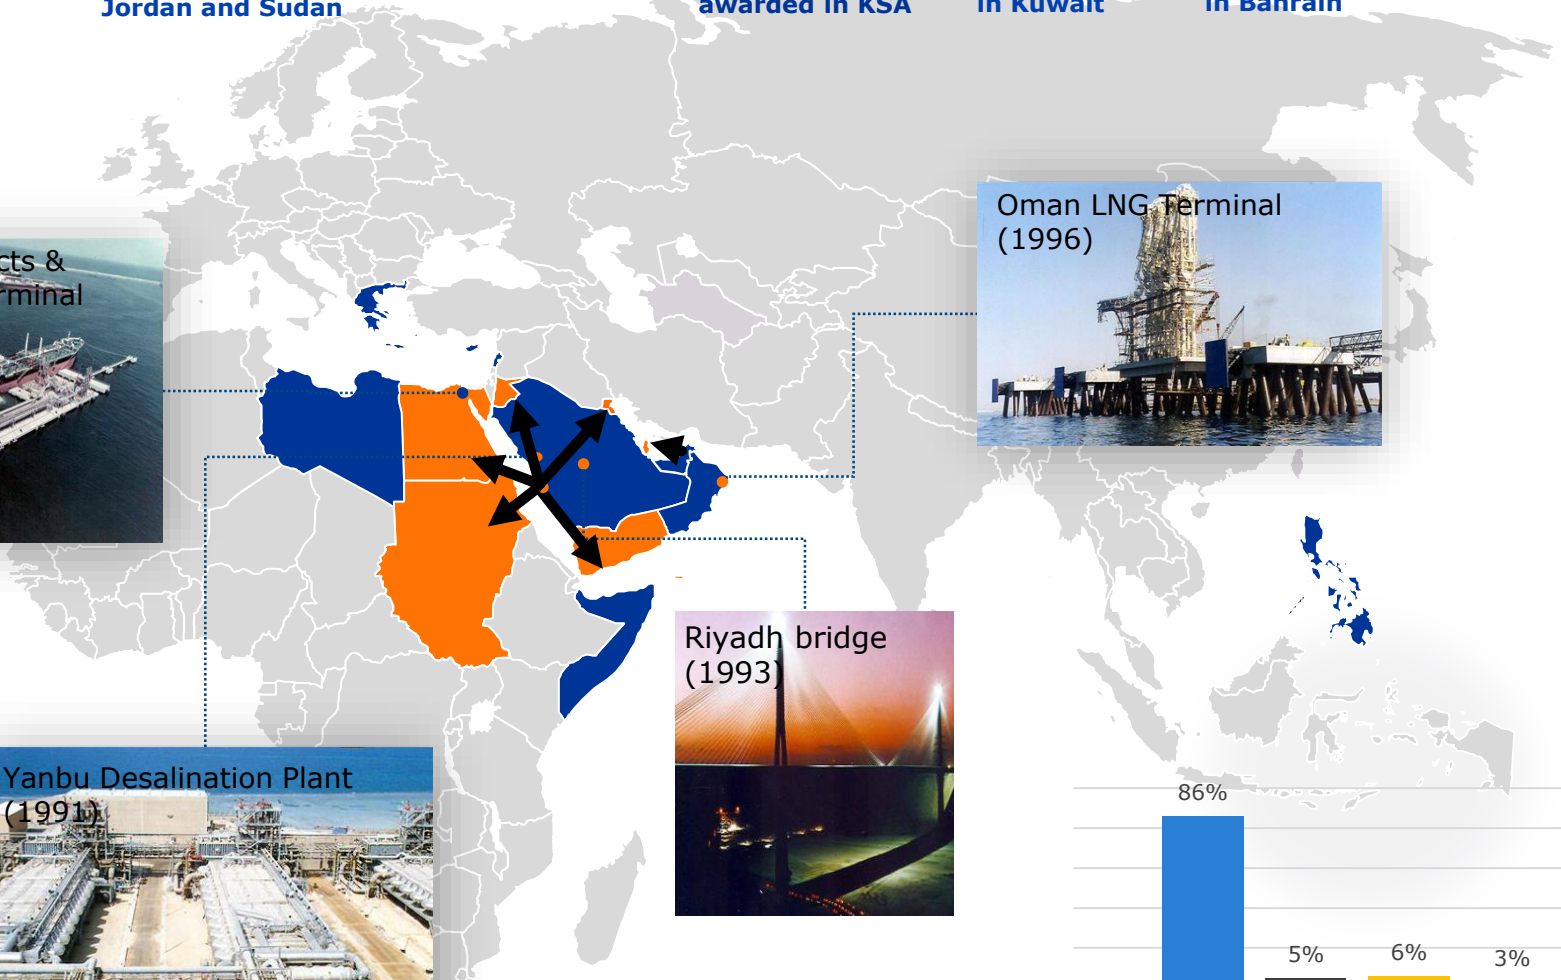 Jordan and Sudan
awarded in KSA
in Kuwait
in Bahrain
Oman LNG Terminal
(1996)
cts &
rminal
Riyadh bridge
(1993)
Yanbu Desalination Plant
(1991)
86%
5%
6%
3%